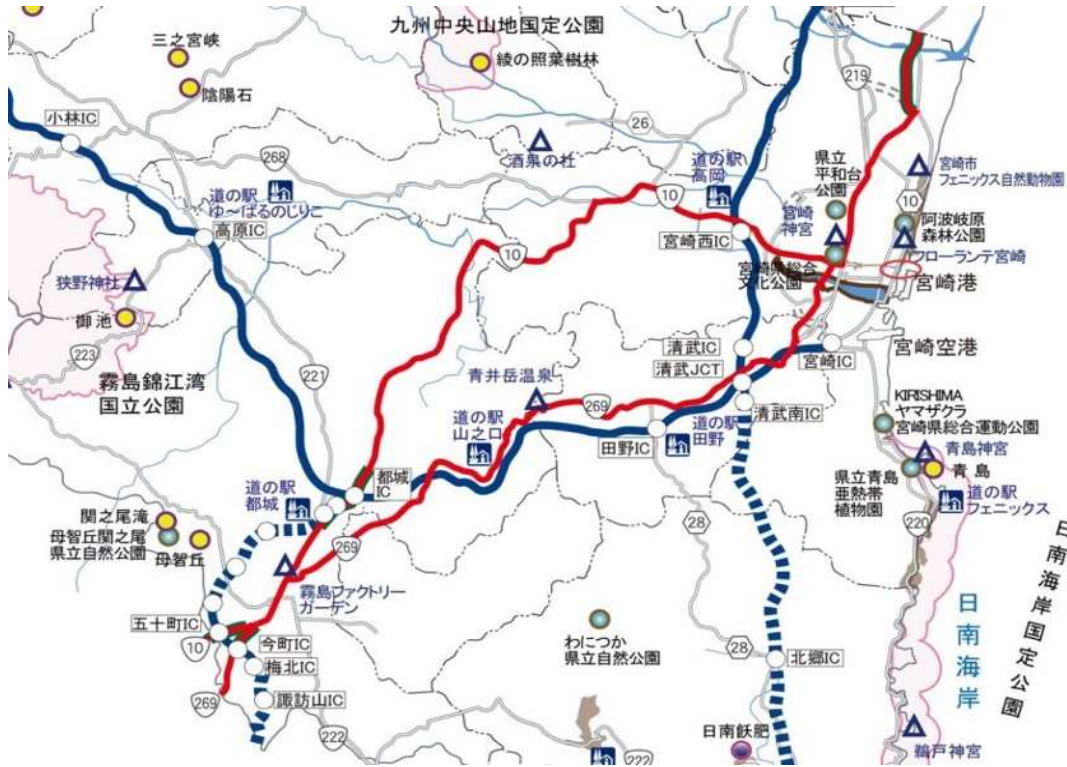 九州中央山地国定公園
三之宮峡
綾の照葉樹林
陰陽石
219
小林IC
26
268
酒泉の杜
道の駅
高岡
県立
平和台
公園
宮崎市
フェニックス自然動物園
道の駅
ゆ~ぱるのじりこ
10
宮崎
神宮
10
阿波岐原
森林公園
高原IC
宮崎西IC
10
フローランテ宮崎
宮崎県総合
文化公園
宮崎港
狭野神社
御池
223
清武IC
宮崎IC
宮崎空港
霧島錦江湾
国立公園
221
青井岳温泉
清武JCT
269
清武南IC
KIRISHIMA
ヤマザクラ
宮崎県総合運動公園
道の駅
山之口
道の駅
田野
田野IC
青島神宮
青島
県立青島
亜熱帯
植物園
道の駅
フェニックス
都城
IC
道の駅
都城
関之尾滝
母智丘関之尾
県立自然公園
母智丘
269
28
220
霧島ファクトリー
ガーデン
日南海岸
日南海岸国定公園
五十町IC
10
今町IC
梅北IC
269
諏訪山IC
222
わにつか
県立自然公園
28
北郷IC
日南飫肥
222
鵜戸神宮